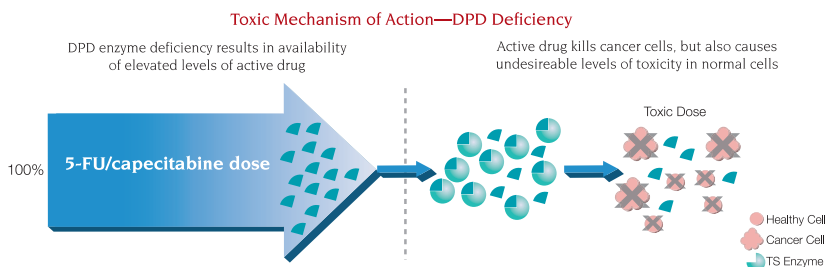 Toxic Mechanism of Action—DPD Deficiency
DPD enzyme deficiency results in availability
of elevated levels of active drug
Active drug kills cancer cells, but also causes
undesireable levels of toxicity in normal cells
Toxic Dose
100%
5-FU/capecitabine dose
Healthy Cell
Cancer Cell
TS Enzyme